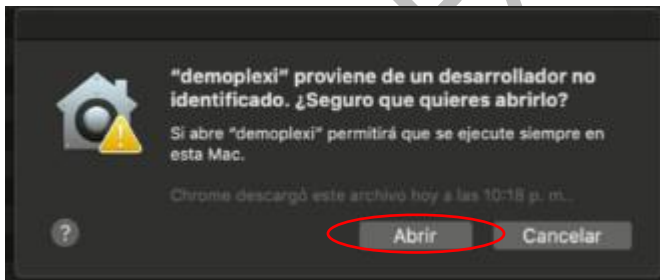 “demoplexi” proviene de un desarrollador no
identificado. ¿Seguro que quieres abrirlo?
Si abre “demoplexi” permitirá que se ejecute siempre en
esta Mac.
Chrome descargó este archivo hoy a las 10:18 p. m..
?
Abrir
Cancelar